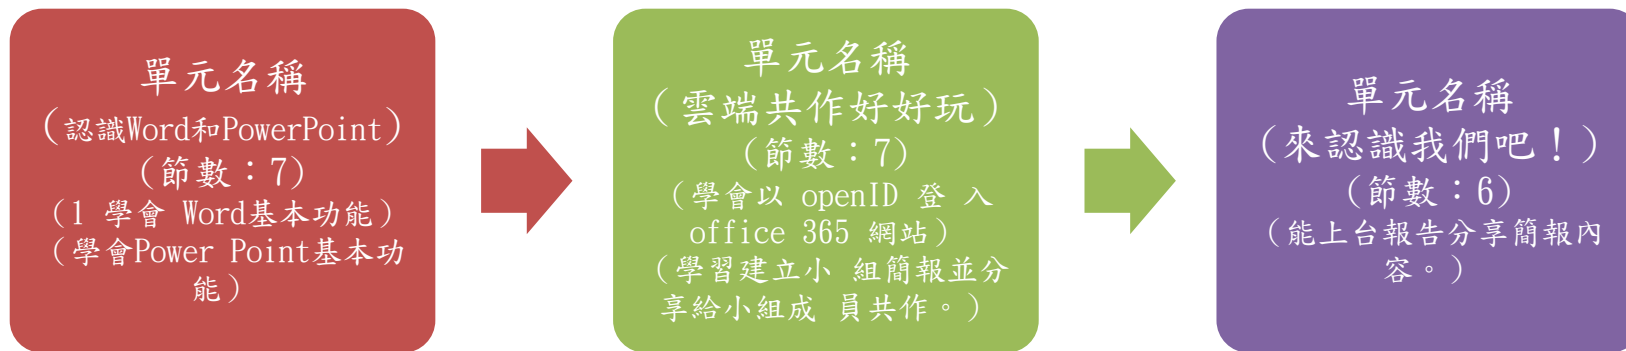 單元名稱
(認識Word和PowerPoint)
(節數：7)
(1 學會 Word基本功能)
(學會Power Point基本功
能)
單元名稱
(雲端共作好好玩)
(節數：7)
(學會以 openID 登 入
office 365 網站)
(學習建立小 組簡報並分
享給小組成 員共作。)
單元名稱
(來認識我們吧！)
(節數：6)
(能上台報告分享簡報內
容。)